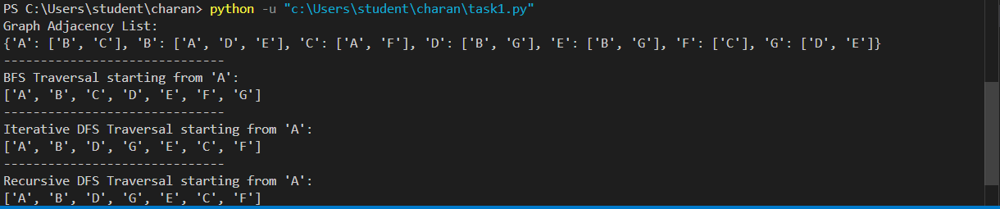 PS C:\Users\student\charan> python -u "c:\Users\student\charan\task1.py"
Graph Adjacency List:
{'A': ['B', 'C'], 'B': ['A', 'D', 'E'], 'C': ['A', 'F'], 'D': ['B', 'G'], 'E': ['B', 'G'], 'F': ['C'], 'G': ['D', 'E']}
------------------------------
BFS Traversal starting from 'A':
['A', 'B', 'C', 'D', 'E', 'F', 'G']
------------------------------
Iterative DFS Traversal starting from 'A':
['A', 'B', 'D', 'G', 'E', 'C', 'F']
------------------------------
Recursive DFS Traversal starting from 'A':
['A', 'B', 'D', 'G', 'E', 'C', 'F']